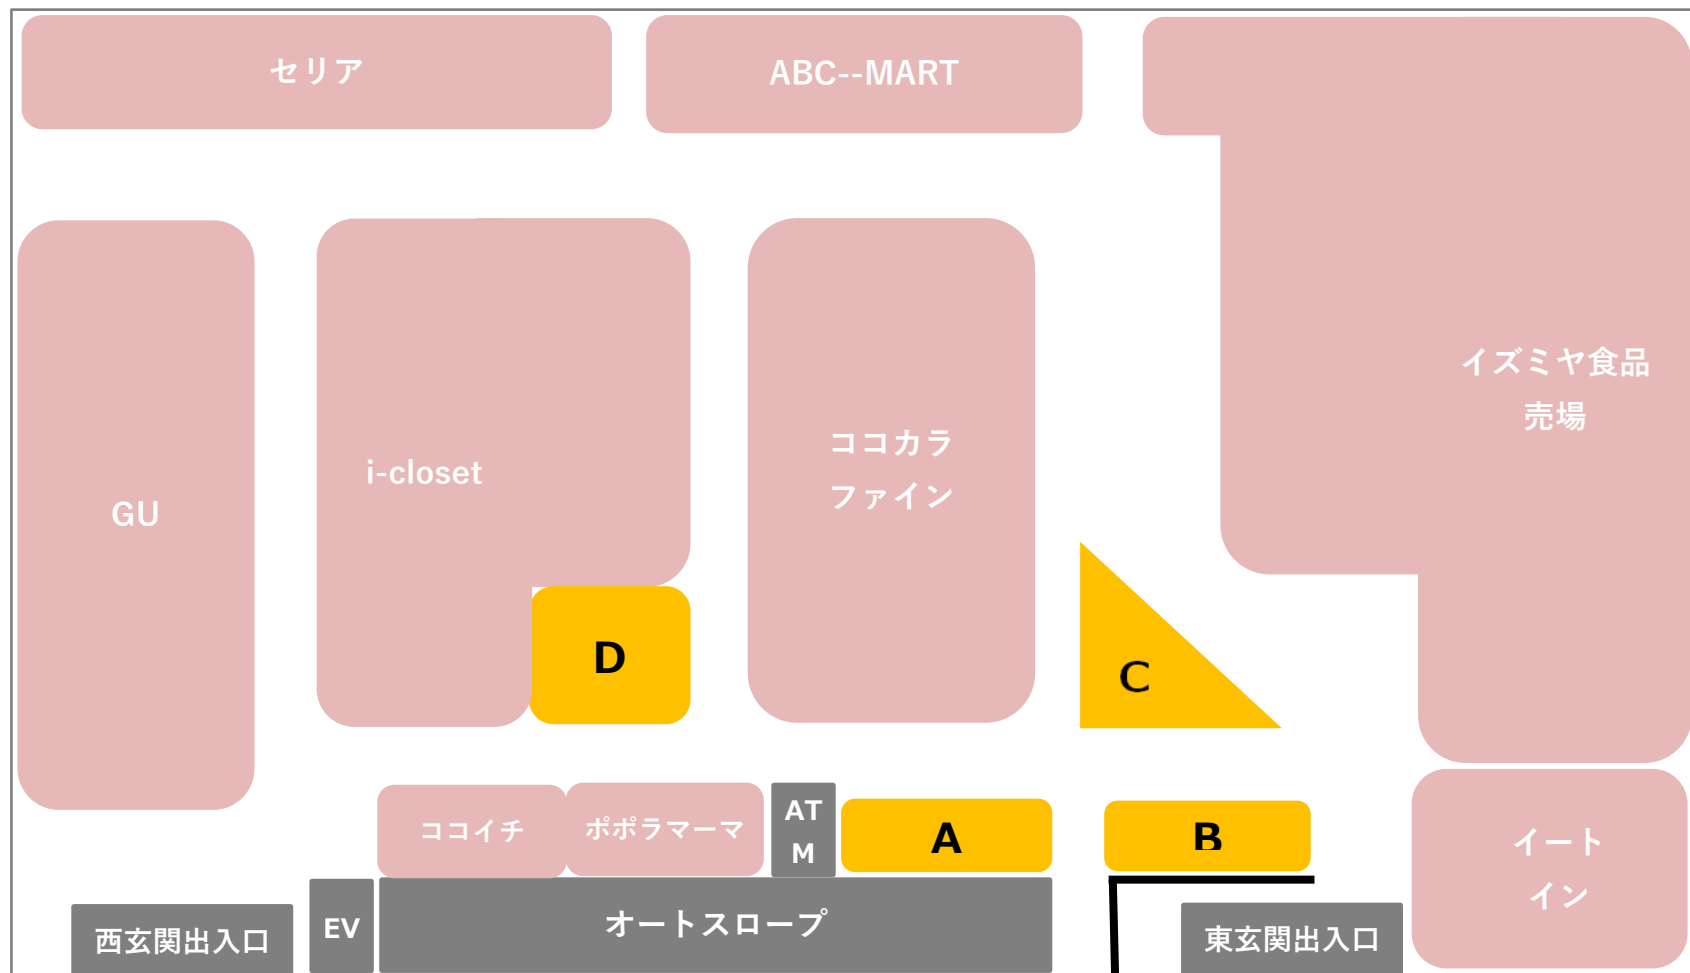 セリア
ABC--MART
イズミヤ食品
売場
GU
i-closet
ココカラ
ファイン
D
C
ココイチ
ポポラマーマ
AT
M
A
B
イート
イン
西玄関出入口
EV
オートスロープ
東玄関出入口